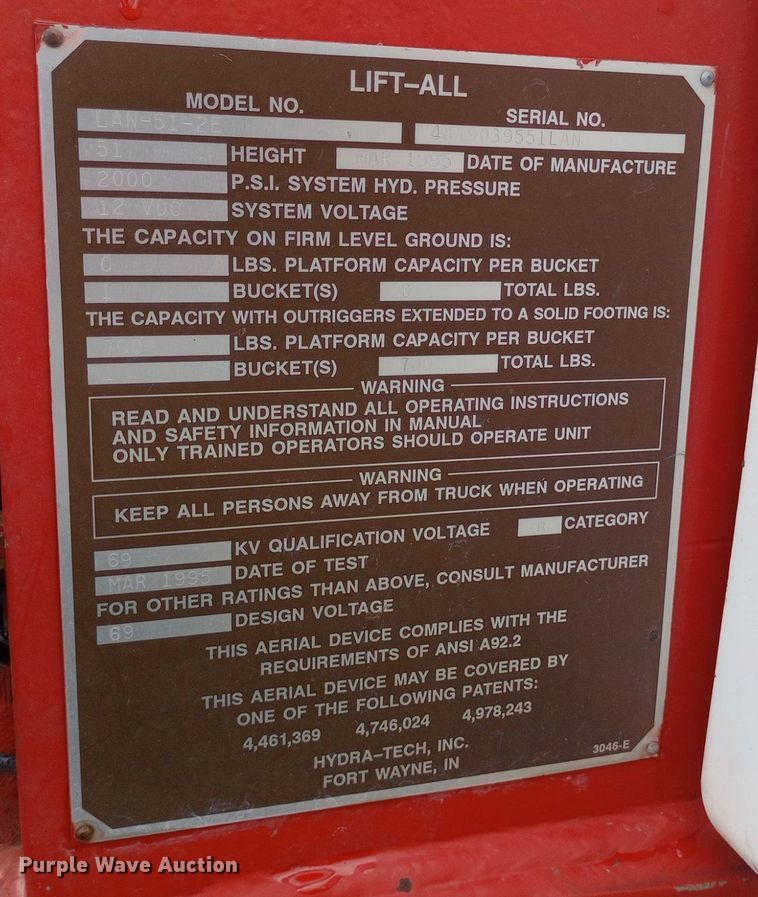 LIFT-ALL
MODEL NO.
SERIAL NO.
LAN-51-2E
51 HEIGHT MAR 1995 DATE OF MANUFACTURE
2000 P.S.I. SYSTEM HYD. PRESSURE
12 VDC SYSTEM VOLTAGE
THE CAPACITY ON FIRM LEVEL GROUND IS:
0 LBS. PLATFORM CAPACITY PER BUCKET
1 BUCKET(S) 0 TOTAL LBS.
THE CAPACITY WITH OUTRIGGERS EXTENDED TO A SOLID FOOTING IS:
700 LBS. PLATFORM CAPACITY PER BUCKET
1 BUCKET(S) 700 TOTAL LBS.
WARNING
READ AND UNDERSTAND ALL OPERATING INSTRUCTIONS
AND SAFETY INFORMATION IN MANUAL
ONLY TRAINED OPERATORS SHOULD OPERATE UNIT
WARNING
KEEP ALL PERSONS AWAY FROM TRUCK WHEN OPERATING
69 KV QUALIFICATION VOLTAGE CATEGORY
MAR 1995 DATE OF TEST
FOR OTHER RATINGS THAN ABOVE, CONSULT MANUFACTURER
69 DESIGN VOLTAGE
THIS AERIAL DEVICE COMPLIES WITH THE
REQUIREMENTS OF ANSI A92.2
THIS AERIAL DEVICE MAY BE COVERED BY
ONE OF THE FOLLOWING PATENTS:
4,461,369 4,746,024 4,978,243
HYDRA-TECH, INC.
FORT WAYNE, IN
3046-E
Purple Wave Auction